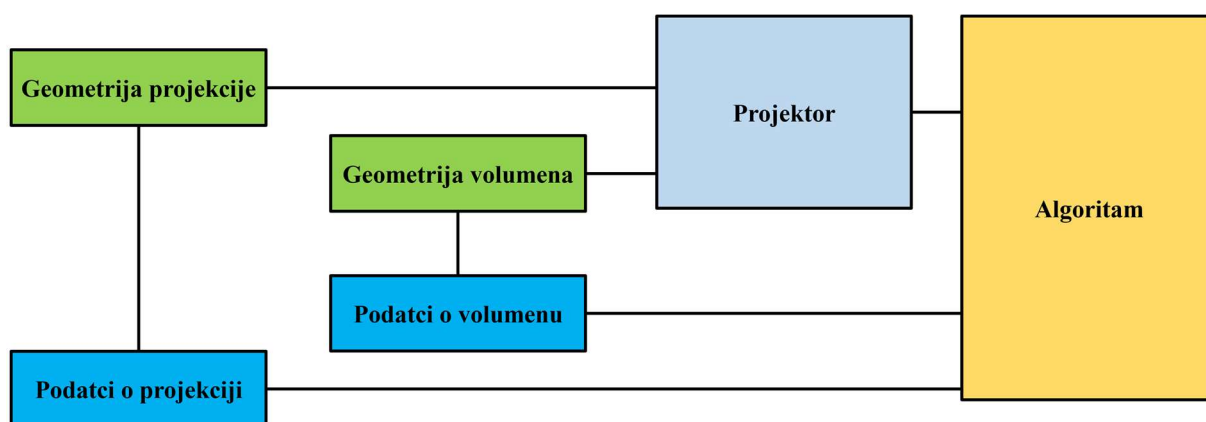 Geometrija projekcije
Projektor
Geometrija volumena
Algoritam
Podatci o volumenu
Podatci o projekciji